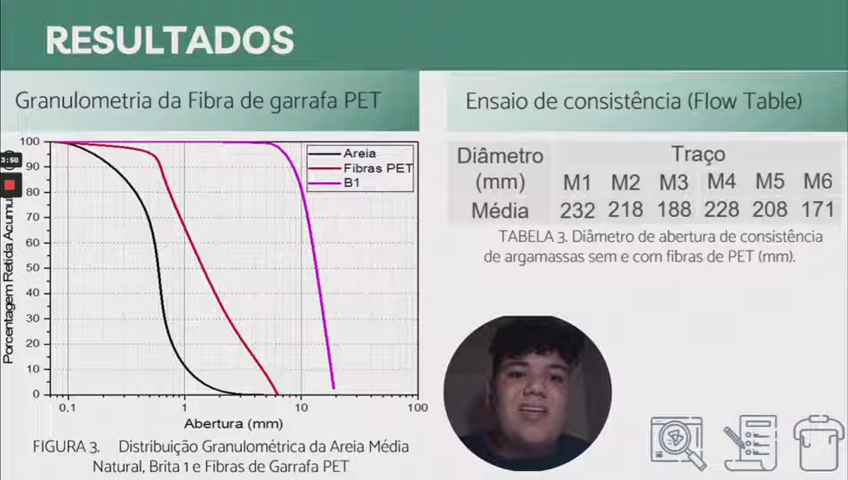 RESULTADOS
Granulometria da Fibra de garrafa PET
100
90
80
70
60
50
40
30
20
10
0
Areia
Fibras PET
B1
3:50
Porcentagem Retida
0.1
1
10
100
Abertura (mm)
FIGURA 3. Distribuição Granulométrica da Areia Média
Natural, Brita 1 e Fibras de Garrafa PET
Ensaio de consistência (Flow Table)
Diâmetro (mm) Traço
M1 M2 M3 M4 M5 M6
Média 232 218 188 228 208 171
TABELA 3. Diâmetro de abertura de consistência
de argamassas sem e com fibras de PET (mm).